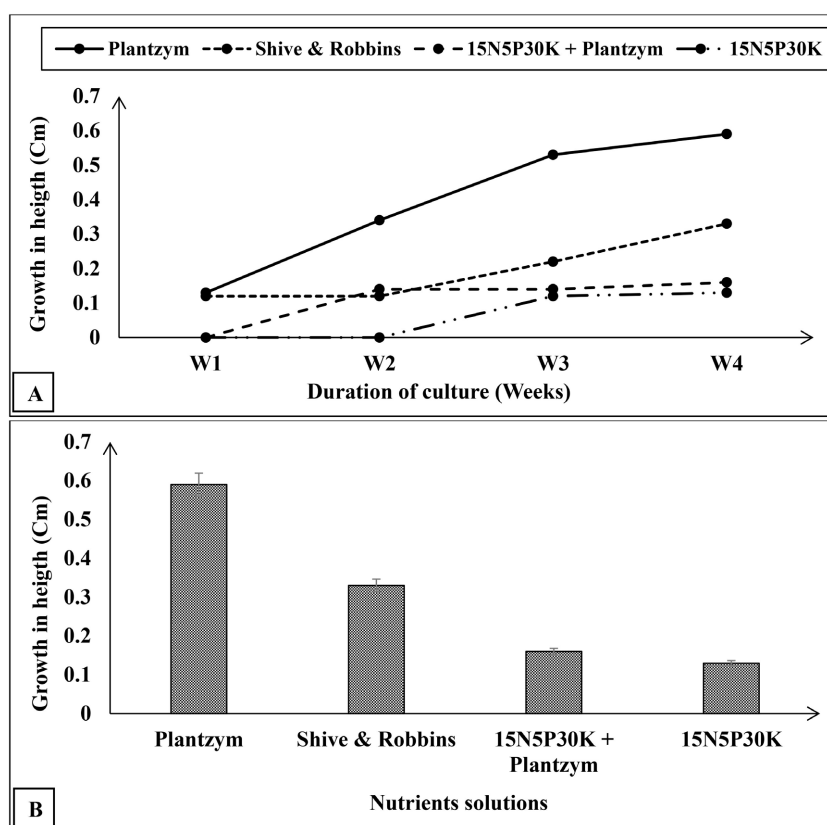 Plantzym Shive & Robbins 15N5P30K + Plantzym 15N5P30K
Growth in heigth (Cm)
0.7
0.6
0.5
0.4
0.3
0.2
0.1
0
W1 W2 W3 W4
Duration of culture (Weeks)
A
Growth in heigth (Cm)
0.7
0.6
0.5
0.4
0.3
0.2
0.1
0
Plantzym Shive & Robbins 15N5P30K + 15N5P30K
Plantzym
Nutrients solutions
B